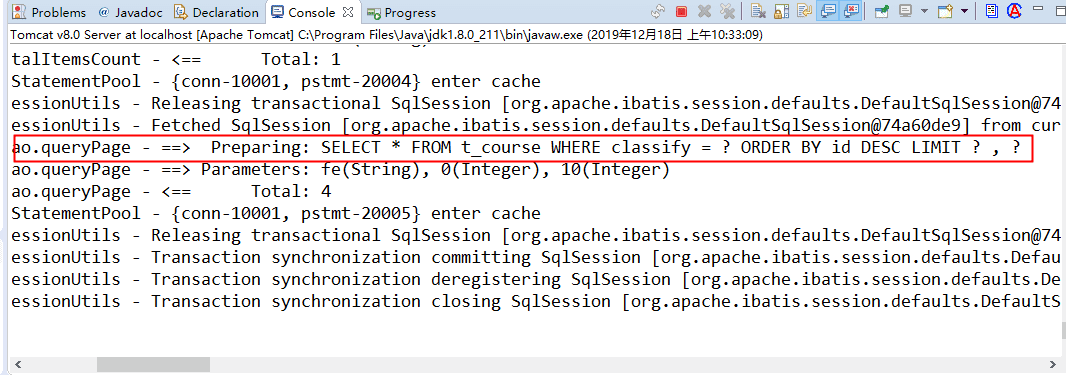 Problems @ Javadoc Declaration Console Progress
Tomcat v8.0 Server at localhost [Apache Tomcat] C:\Program Files\Java\jdk1.8.0_211\bin\javaw.exe (2019年12月18日 上午10:33:09)
talItemsCount - <==      Total: 1
StatementPool - {conn-10001, pstmt-20004} enter cache
essionUtils - Releasing transactional SqlSession [org.apache.ibatis.session.defaults.DefaultSqlSession@74
essionUtils - Fetched SqlSession [org.apache.ibatis.session.defaults.DefaultSqlSession@74a60de9] from cur
ao.queryPage - ==>  Preparing: SELECT * FROM t_course WHERE classify = ? ORDER BY id DESC LIMIT ? , ?
ao.queryPage - ==> Parameters: fe(String), 0(Integer), 10(Integer)
ao.queryPage - <==      Total: 4
StatementPool - {conn-10001, pstmt-20005} enter cache
essionUtils - Releasing transactional SqlSession [org.apache.ibatis.session.defaults.DefaultSqlSession@74
essionUtils - Transaction synchronization committing SqlSession [org.apache.ibatis.session.defaults.Defau
essionUtils - Transaction synchronization deregistering SqlSession [org.apache.ibatis.session.defaults.De
essionUtils - Transaction synchronization closing SqlSession [org.apache.ibatis.session.defaults.DefaultS